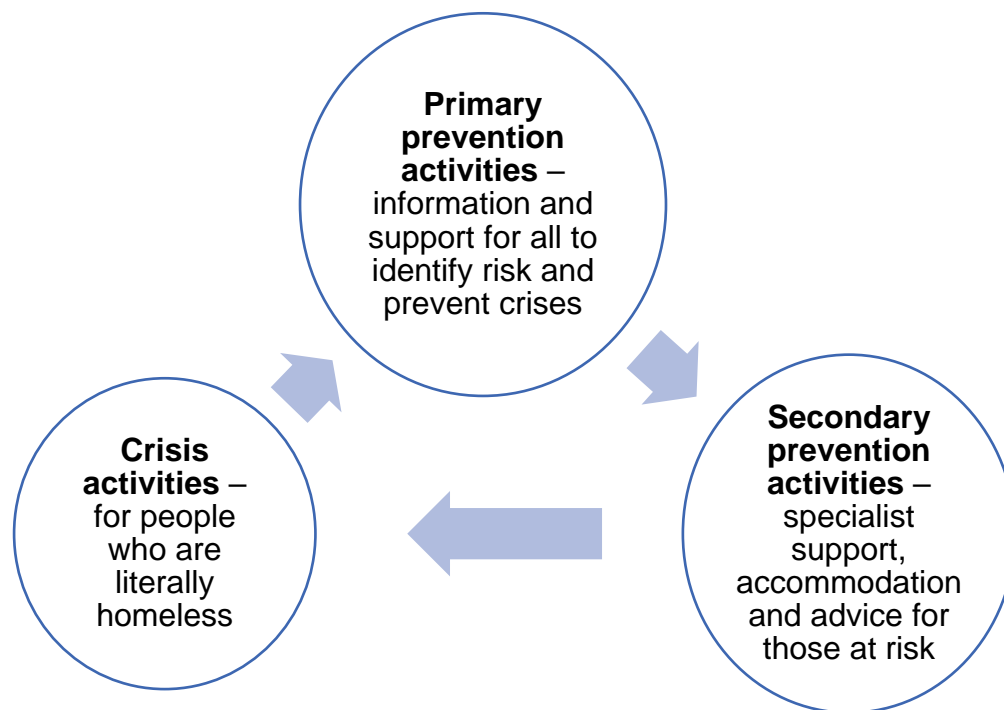 Primary
prevention
activities –
information and
support for all to
identify risk and
prevent crises
Secondary
prevention
activities –
specialist
support,
accommodation
and advice for
those at risk
Crisis
activities –
for people
who are
literally
homeless